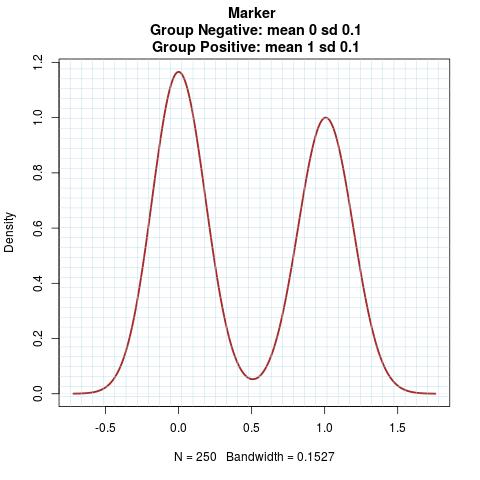 Marker
Group Negative: mean 0 sd 0.1
Group Positive: mean 1 sd 0.1
Density
1.2
1.0
0.8
0.6
0.4
0.2
0.0
-0.5 0.0 0.5 1.0 1.5
N = 250 Bandwidth = 0.1527